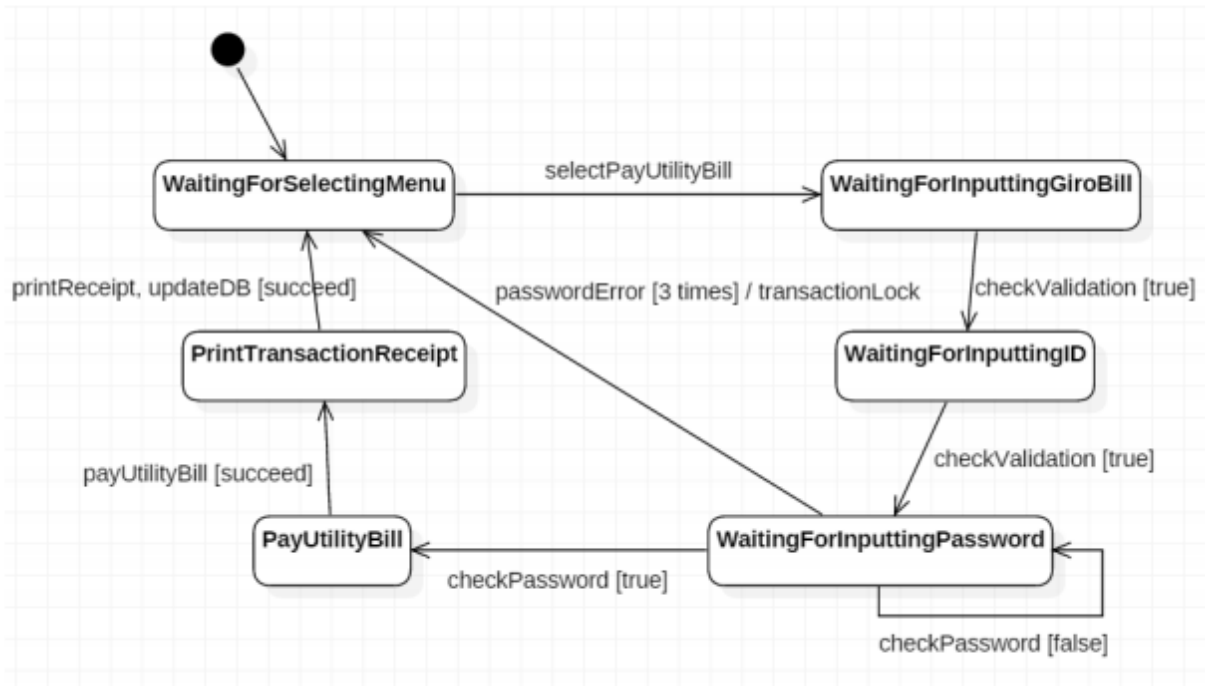 selectPayUtilityBill
WaitingForSelectingMenu
WaitingForInputtingGiroBill
printReceipt, updateDB [succeed]
passwordError [3 times] / transactionLock
checkValidation [true]
PrintTransactionReceipt
WaitingForInputtingID
payUtilityBill [succeed]
checkValidation [true]
PayUtilityBill
WaitingForInputtingPassword
checkPassword [true]
checkPassword [false]